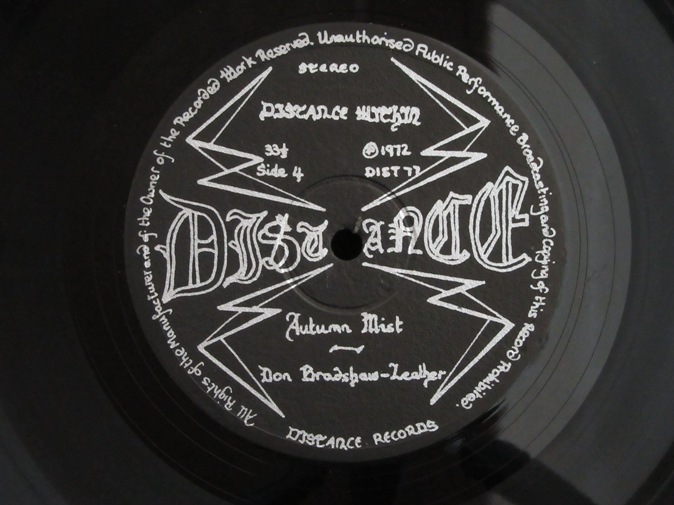 All Rights of the Manufacturer and of the Owner of the Recorded Work Reserved. Unauthorised Public Performance Broadcasting and Copying of this Record Prohibited.
STEREO
DISTANCE WITHIN
33⅓ ℗ 1972
Side 4 DIST 77
DISTANCE
Autumn Mist
~
Don Bradshaw-Leather
DISTANCE RECORDS